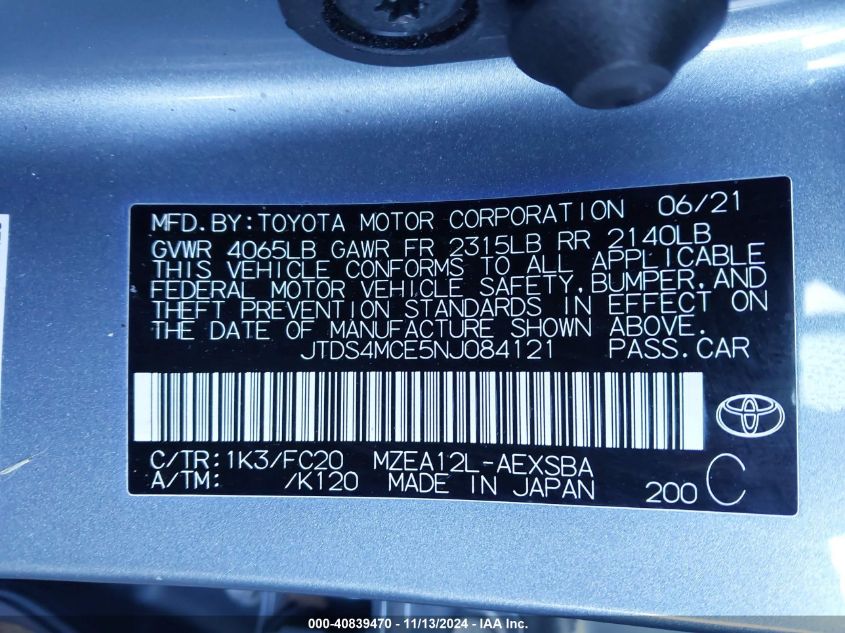 MFD.BY:TOYOTA MOTOR CORPORATION 06/21
GVWR 4065LB GAWR FR 2315LB RR 2140LB
THIS VEHICLE CONFORMS TO ALL APPLICABLE
FEDERAL MOTOR VEHICLE SAFETY,BUMPER,AND
THEFT PREVENTION STANDARDS IN EFFECT ON
THE DATE OF MANUFACTURE SHOWN ABOVE.
JTDS4MCE5NJ084121 PASS.CAR
C/TR:1K3/FC20 MZEA12L-AEXSBA
A/TM: /K120 MADE IN JAPAN 200 C
000-40839470 - 11/13/2024 - IAA Inc.